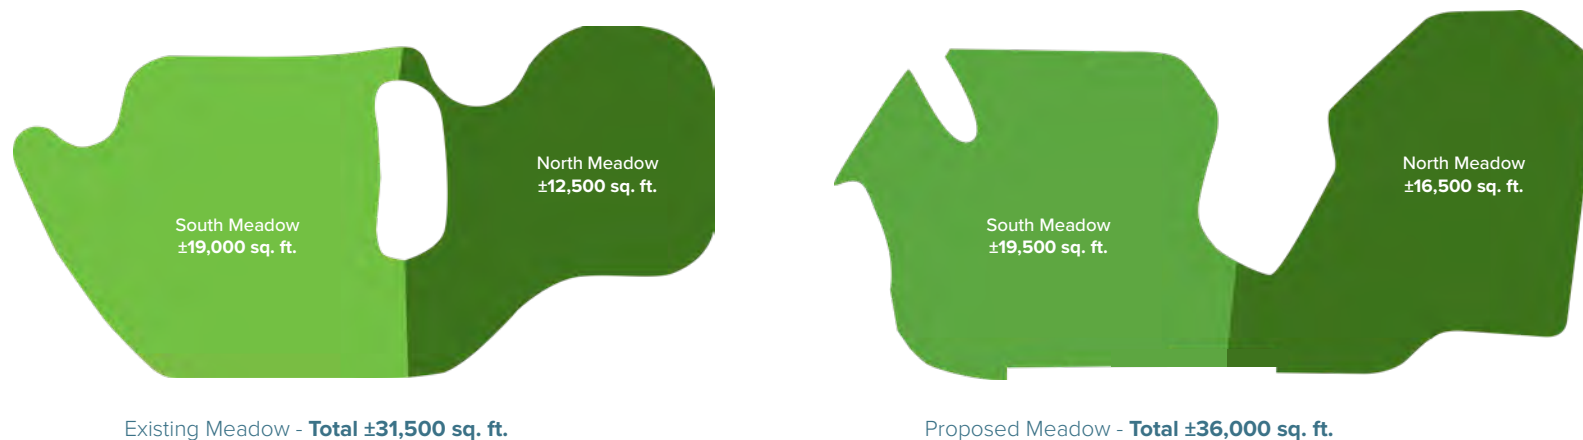 South Meadow
±19,000 sq. ft.
North Meadow
±12,500 sq. ft.
Existing Meadow - Total ±31,500 sq. ft.
South Meadow
±19,500 sq. ft.
North Meadow
±16,500 sq. ft.
Proposed Meadow - Total ±36,000 sq. ft.